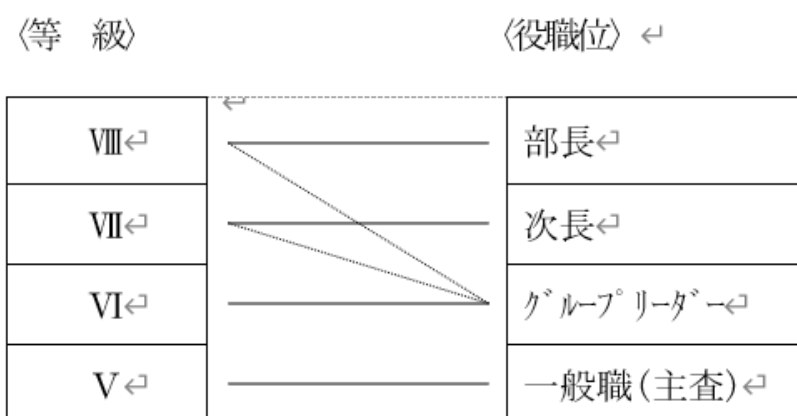 〈等　級〉 〈役職位〉
Ⅷ 部長
Ⅶ 次長
Ⅵ ｸﾞﾙｰﾌﾟﾘｰﾀﾞｰ
Ⅴ 一般職(主査)